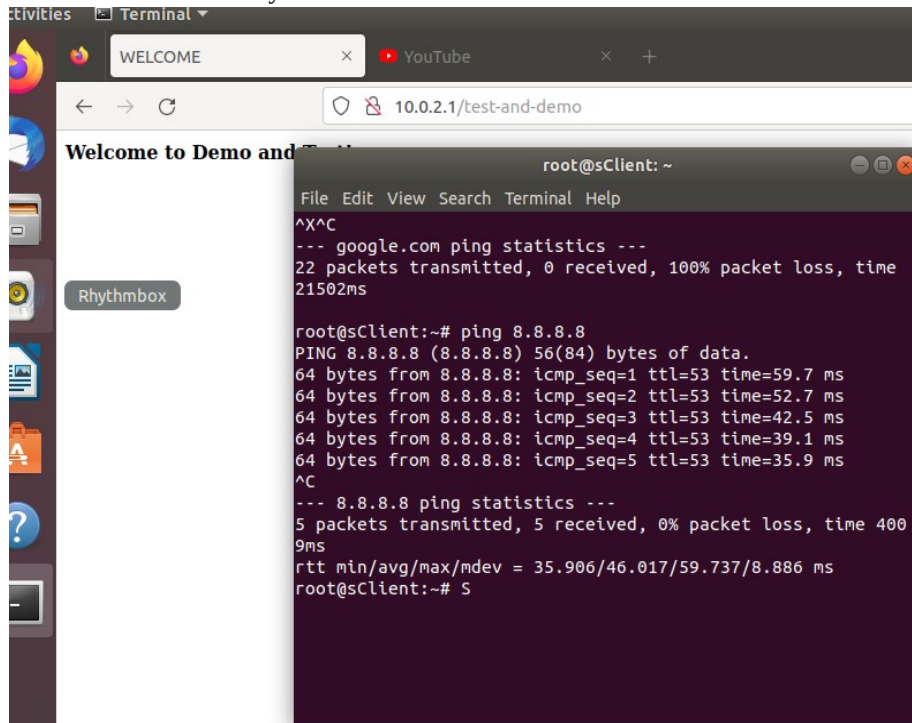 ctivities Terminal
WELCOME × YouTube × +
10.0.2.1/test-and-demo
Welcome to Demo and
root@sClient: ~
File Edit View Search Terminal Help
^X^C
--- google.com ping statistics ---
22 packets transmitted, 0 received, 100% packet loss, time
21502ms
Rhythmbox
root@sClient:~# ping 8.8.8.8
PING 8.8.8.8 (8.8.8.8) 56(84) bytes of data.
64 bytes from 8.8.8.8: icmp_seq=1 ttl=53 time=59.7 ms
64 bytes from 8.8.8.8: icmp_seq=2 ttl=53 time=52.7 ms
64 bytes from 8.8.8.8: icmp_seq=3 ttl=53 time=42.5 ms
64 bytes from 8.8.8.8: icmp_seq=4 ttl=53 time=39.1 ms
64 bytes from 8.8.8.8: icmp_seq=5 ttl=53 time=35.9 ms
^C
--- 8.8.8.8 ping statistics ---
5 packets transmitted, 5 received, 0% packet loss, time 400
9ms
rtt min/avg/max/mdev = 35.906/46.017/59.737/8.886 ms
root@sClient:~# S